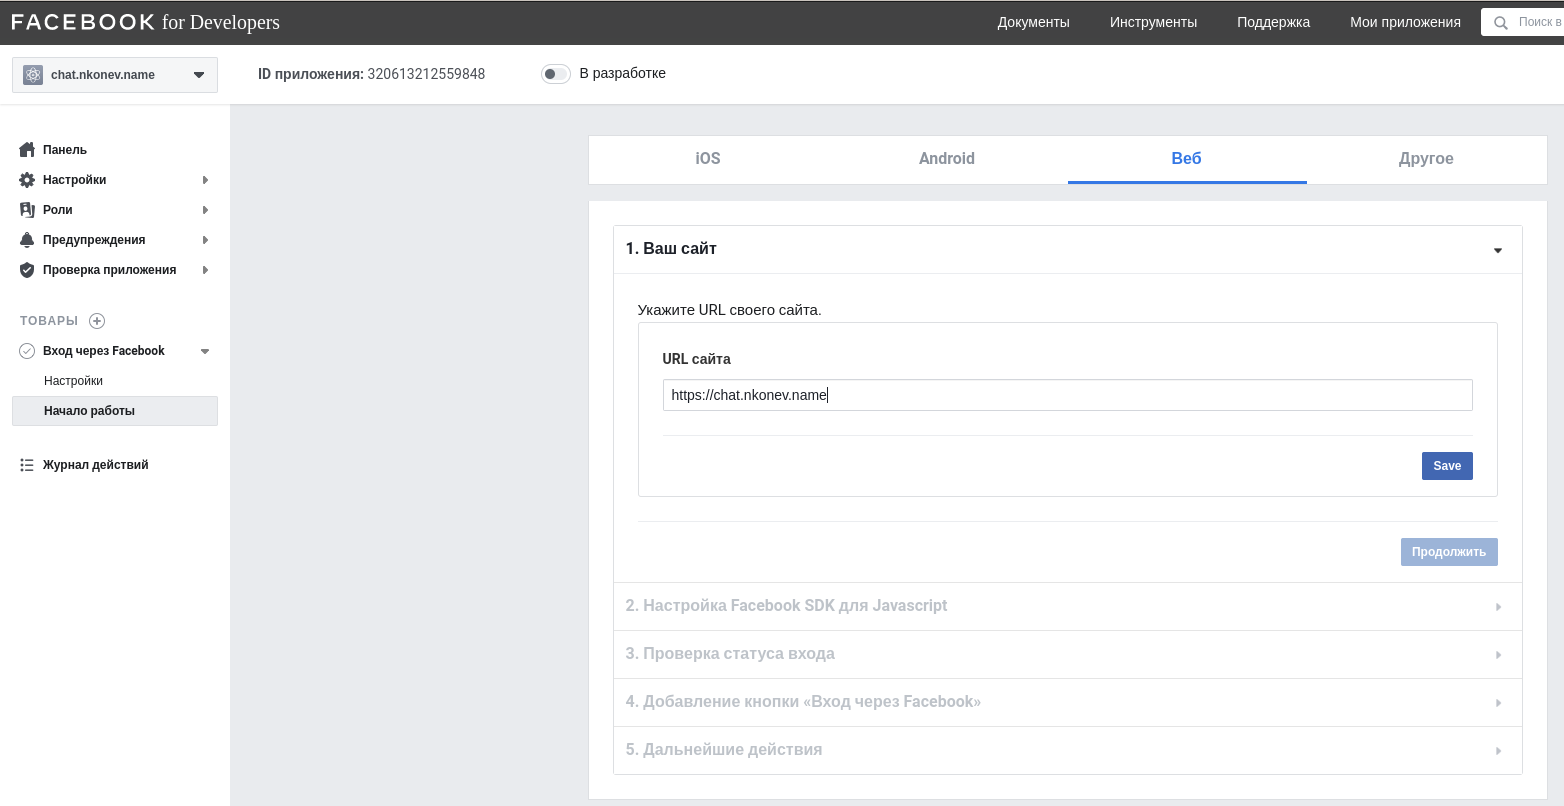 FACEBOOK for Developers
Документы
Инструменты
Поддержка
Мои приложения
Поиск в
chat.nkonev.name
ID приложения: 320613212559848
В разработке
Панель
Настройки
Роли
Предупреждения
Проверка приложения
ТОВАРЫ
Вход через Facebook
Настройки
Начало работы
Журнал действий
iOS
Android
Веб
Другое
1. Ваш сайт
Укажите URL своего сайта.
URL сайта
https://chat.nkonev.name
Save
Продолжить
2. Настройка Facebook SDK для Javascript
3. Проверка статуса входа
4. Добавление кнопки «Вход через Facebook»
5. Дальнейшие действия